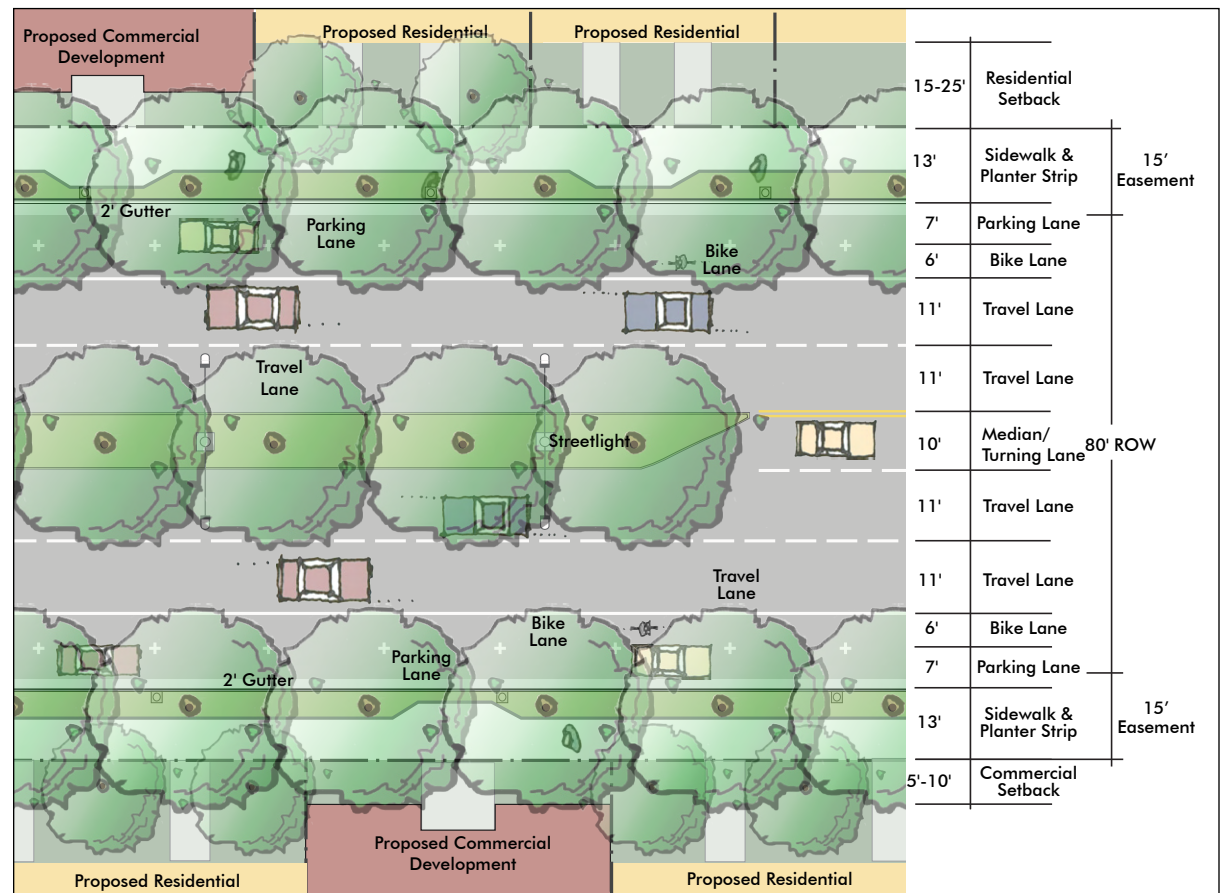 Proposed Commercial
Development
Proposed Residential
Proposed Residential
2' Gutter
Parking
Lane
Bike
Lane
Travel
Lane
Streetlight
Travel
Lane
Bike
Lane
Parking
Lane
2' Gutter
Proposed Commercial
Development
Proposed Residential
Proposed Residential
15-25'
Residential
Setback
13'
Sidewalk &
Planter Strip
15'
Easement
7'
Parking Lane
6'
Bike Lane
11'
Travel Lane
11'
Travel Lane
10'
Median/
Turning Lane
80' ROW
11'
Travel Lane
11'
Travel Lane
6'
Bike Lane
7'
Parking Lane
13'
Sidewalk &
Planter Strip
15'
Easement
5'-10'
Commercial
Setback